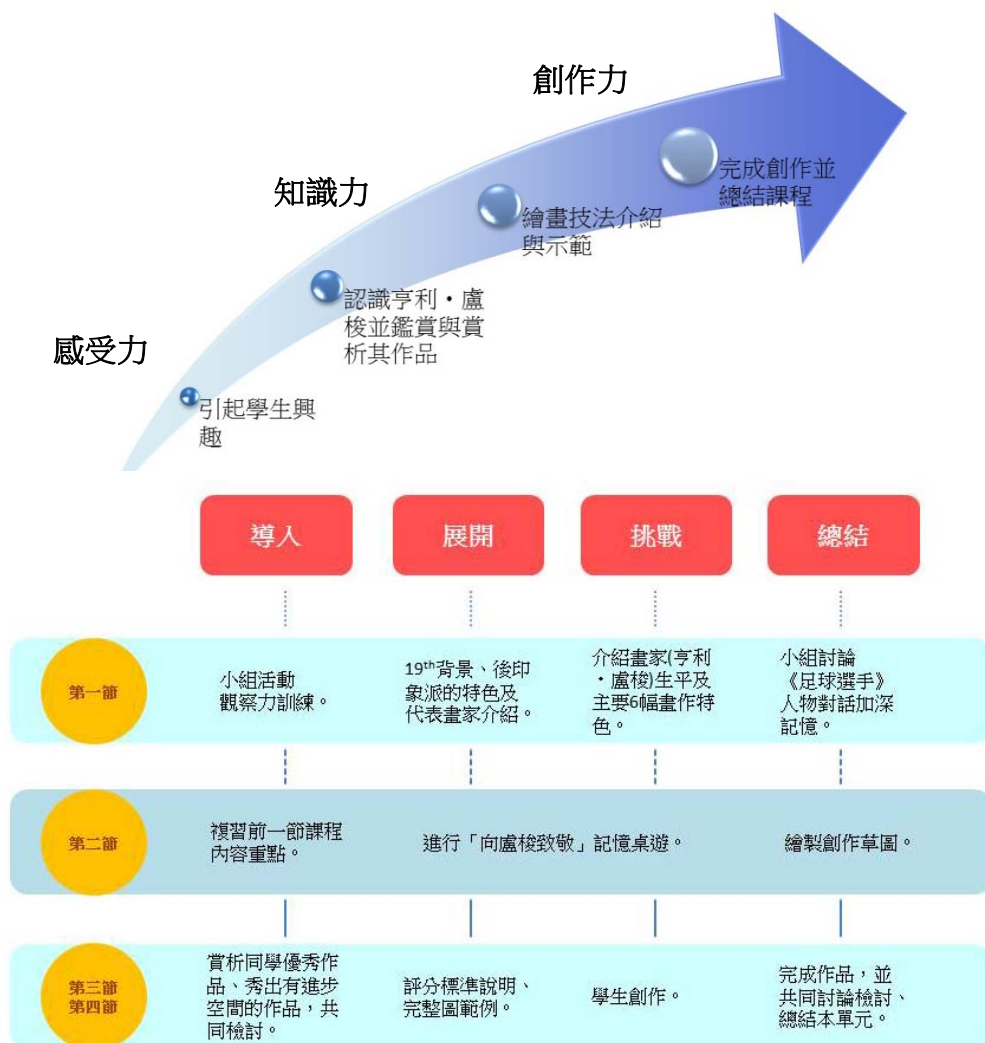 創作力
完成創作並
總結課程
知識力
繪畫技法介紹
與示範
認識亨利・盧
梭並鑑賞與賞
析其作品
感受力
引起學生興
趣
導入
展開
挑戰
總結
第一節
小組活動
觀察力訓練。
19th背景、後印
象派的特色及
代表畫家介紹。
介紹畫家(亨利
・盧梭)生平及
主要6幅畫作特
色。
小組討論
《足球選手》
人物對話加深
記憶。
第二節
複習前一節課程
內容重點。
進行「向盧梭致敬」記憶桌遊。
繪製創作草圖。
第三節
第四節
賞析同學優秀作
品、秀出有進步
空間的作品，共
同檢討。
評分標準說明、
完整圖範例。
學生創作。
完成作品，並
共同討論檢討、
總結本單元。